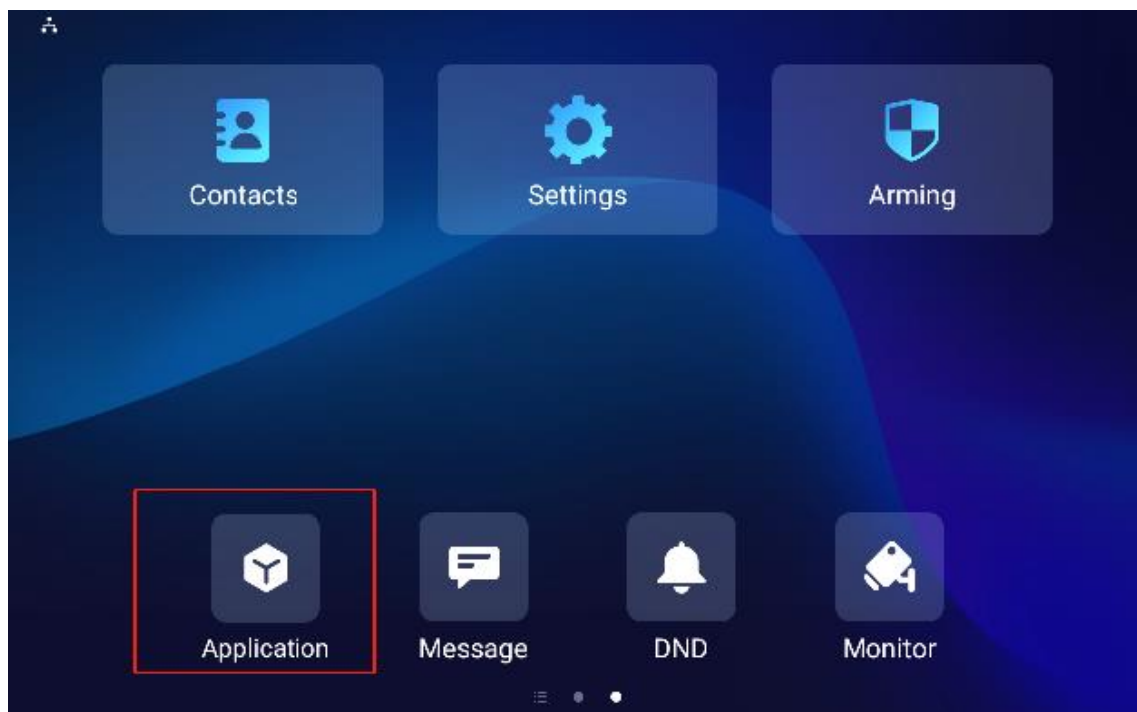 Contacts
Settings
Arming
Application
Message
DND
Monitor